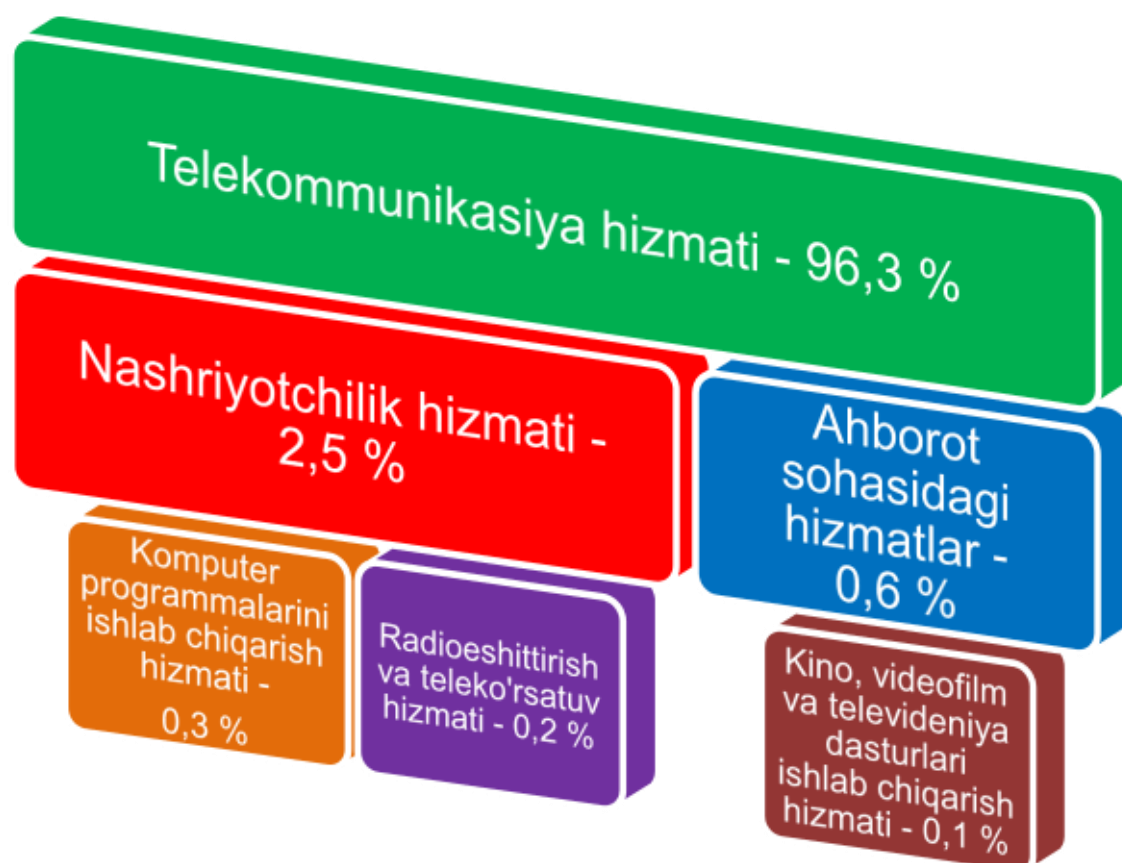 Telekommunikasiya hizmati - 96,3 %
Nashriyotchilik hizmati -
2,5 %
Ahborot
sohasidagi
hizmatlar -
0,6 %
Komputer
programmalarini
ishlab chiqarish
hizmati -
0,3 %
Radioeshittirish
va teleko'rsatuv
hizmati - 0,2 %
Kino, videofilm
va televideniya
dasturlari
ishlab chiqarish
hizmati - 0,1 %